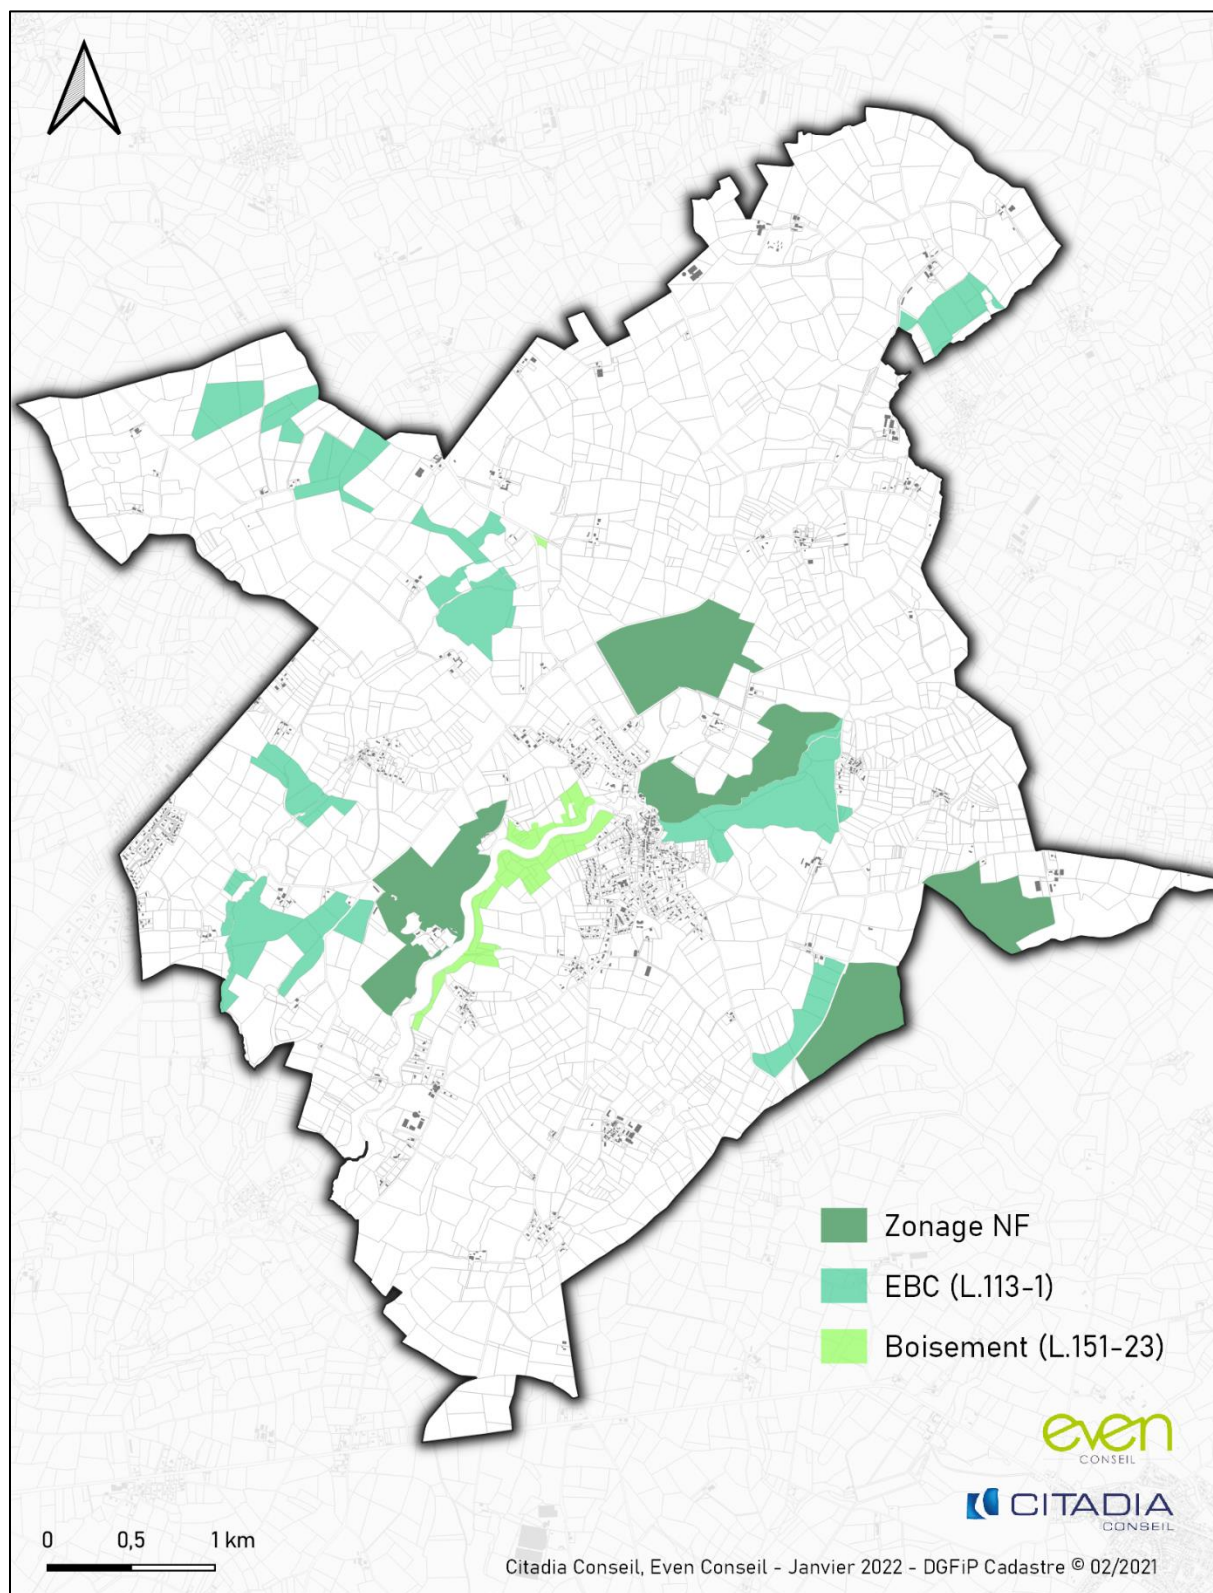 Zonage NF
EBC (L.113-1)
Boisement (L.151-23)
even
CONSEIL
CITADIA
CONSEIL
0 0,5 1 km
Citadia Conseil, Even Conseil - Janvier 2022 - DGFiP Cadastre © 02/2021